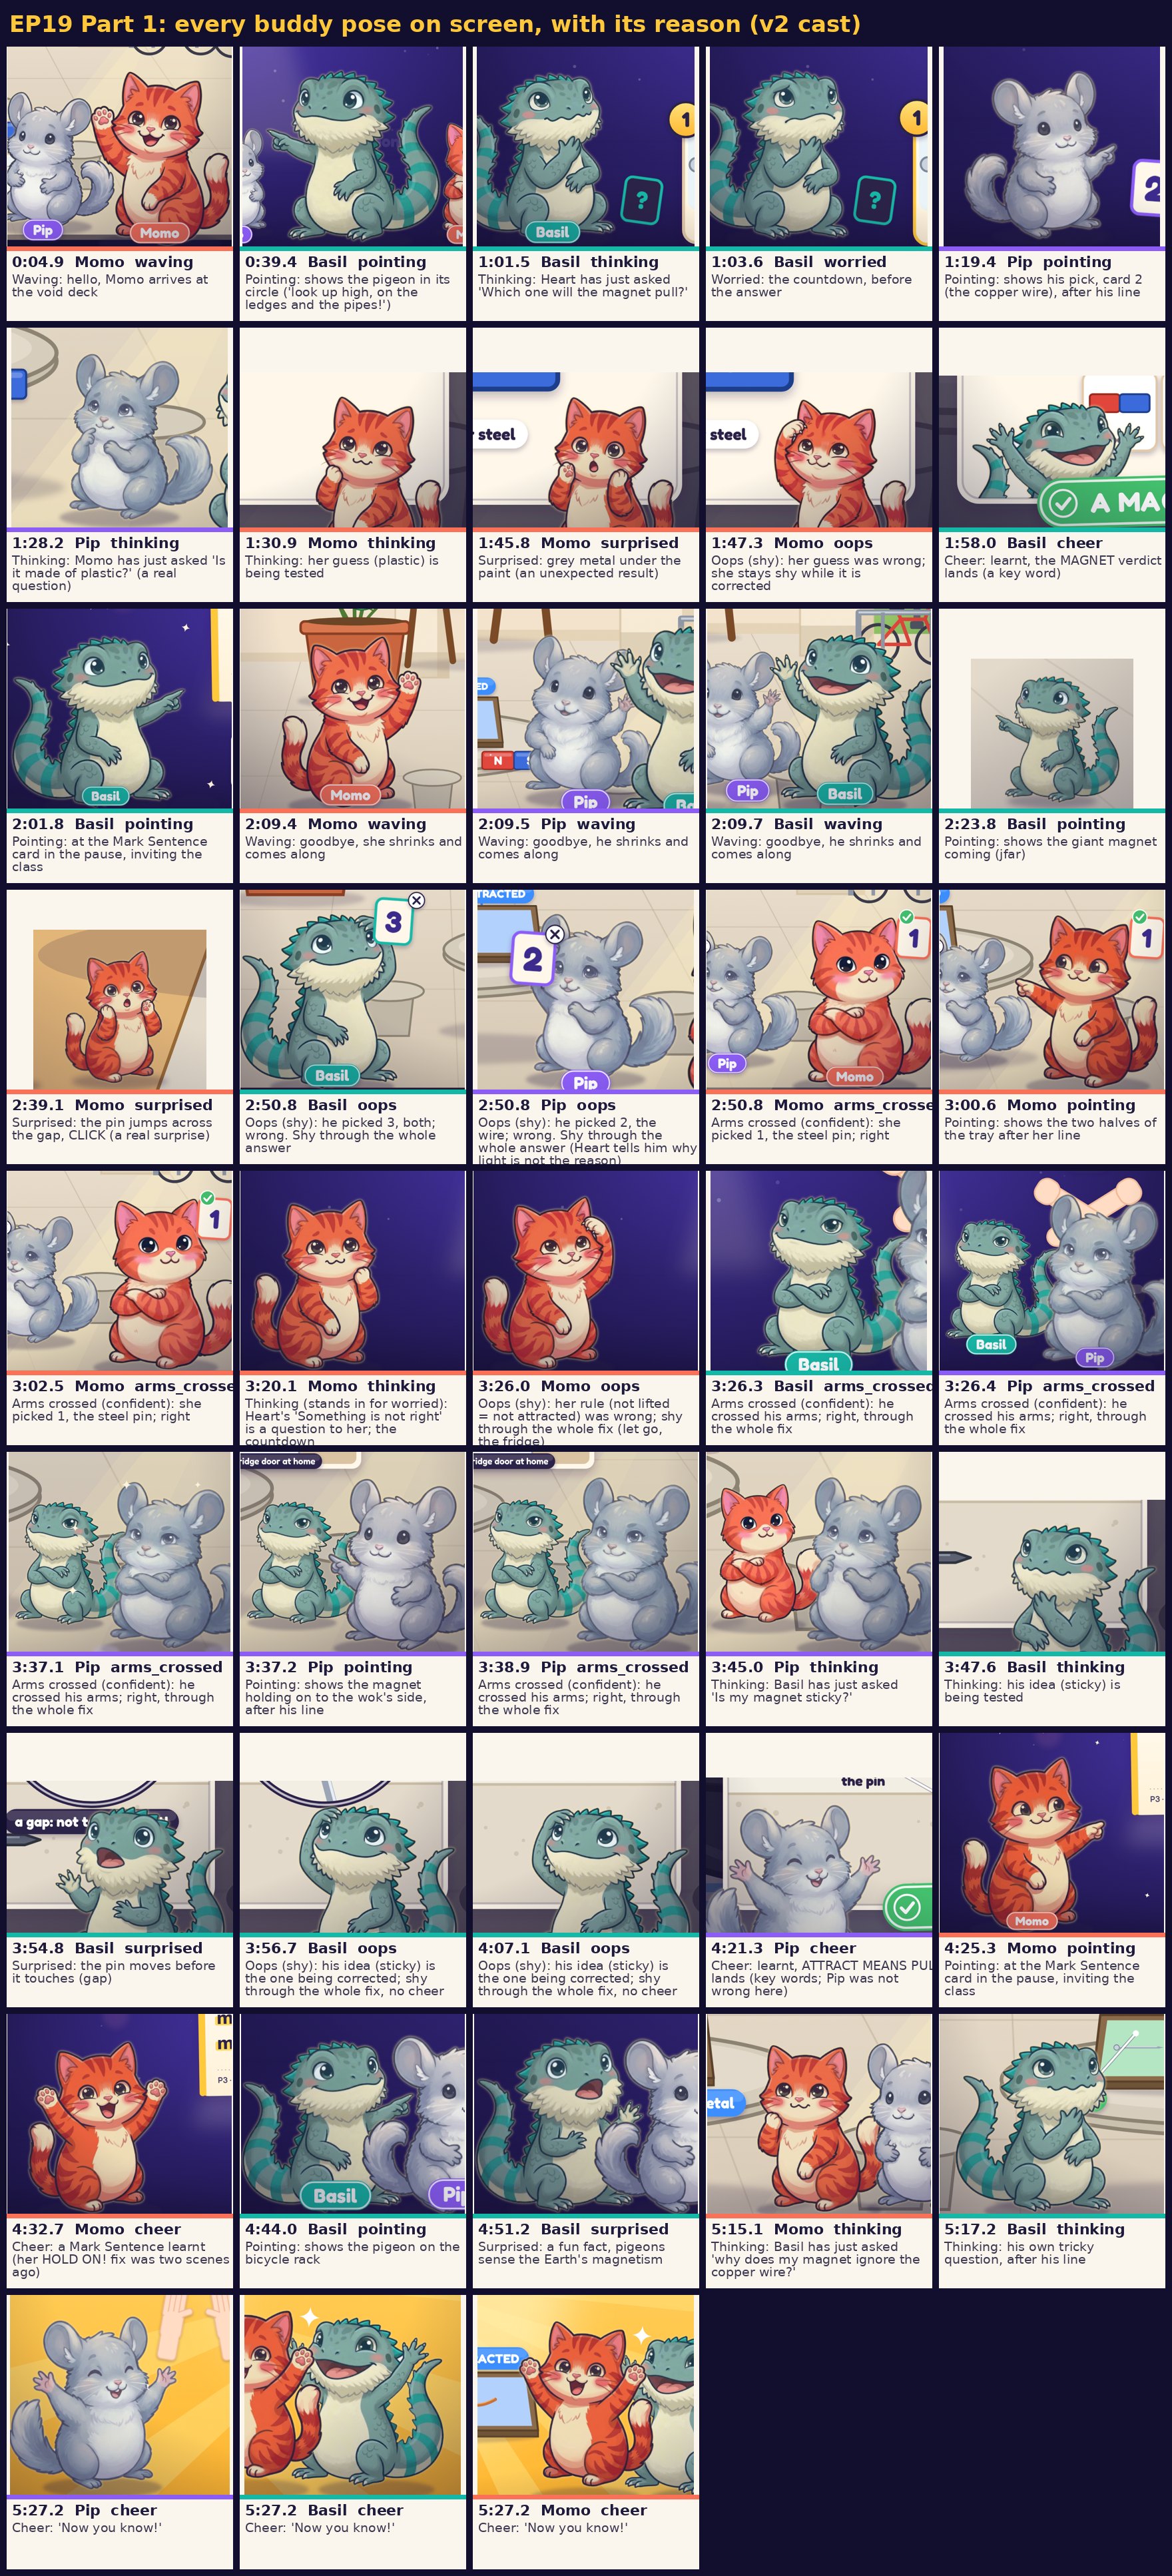 EP19 Part 1: every buddy pose on screen, with its reason (v2 cast)
Pip
Momo
0:04.9 Momo waving
Waving: hello, Momo arrives at
the void deck
0:39.4 Basil pointing
Pointing: shows the pigeon in its
circle ('look up high, on the
ledges and the pipes!')
1
?
Basil
1:01.5 Basil thinking
Thinking: Heart has just asked
'Which one will the magnet pull?'
1
?
1:03.6 Basil worried
Worried: the countdown, before
the answer
2
1:19.4 Pip pointing
Pointing: shows his pick, card 2
(the copper wire), after his line
1:28.2 Pip thinking
Thinking: Momo has just asked 'Is
it made of plastic?' (a real
question)
1:30.9 Momo thinking
Thinking: her guess (plastic) is
being tested
steel
1:45.8 Momo surprised
Surprised: grey metal under the
paint (an unexpected result)
steel
1:47.3 Momo oops
Oops (shy): her guess was wrong;
she stays shy while it is
corrected
A MAG
1:58.0 Basil cheer
Cheer: learnt, the MAGNET verdict
lands (a key word)
Basil
2:01.8 Basil pointing
Pointing: at the Mark Sentence
card in the pause, inviting the
class
Momo
2:09.4 Momo waving
Waving: goodbye, she shrinks and
comes along
ED
N
S
Pip
Ba
2:09.5 Pip waving
Waving: goodbye, he shrinks and
comes along
Pip
Basil
2:09.7 Basil waving
Waving: goodbye, he shrinks and
comes along
2:23.8 Basil pointing
Pointing: shows the giant magnet
coming (jfar)
2:39.1 Momo surprised
Surprised: the pin jumps across
the gap, CLICK (a real surprise)
3
Basil
2:50.8 Basil oops
Oops (shy): he picked 3, both;
wrong. Shy through the whole
answer
TRACTED
2
Pip
2:50.8 Pip oops
Oops (shy): he picked 2, the
wire; wrong. Shy through the
whole answer (Heart tells him why
light is not the reason)
1
Pip
Momo
2:50.8 Momo arms_crosse
Arms crossed (confident): she
picked 1, the steel pin; right
1
3:00.6 Momo pointing
Pointing: shows the two halves of
the tray after her line
1
3:02.5 Momo arms_crosse
Arms crossed (confident): she
picked 1, the steel pin; right
3:20.1 Momo thinking
Thinking (stands in for worried):
Heart's 'Something is not right'
is a question to her; the
countdown
3:26.0 Momo oops
Oops (shy): her rule (not lifted
= not attracted) was wrong; shy
through the whole fix (let go,
the fridge)
Basil
3:26.3 Basil arms_crossed
Arms crossed (confident): he
crossed his arms; right, through
the whole fix
Basil
Pip
3:26.4 Pip arms_crossed
Arms crossed (confident): he
crossed his arms; right, through
the whole fix
3:37.1 Pip arms_crossed
Arms crossed (confident): he
crossed his arms; right, through
the whole fix
ridge door at home
3:37.2 Pip pointing
Pointing: shows the magnet
holding on to the wok's side,
after his line
ridge door at home
3:38.9 Pip arms_crossed
Arms crossed (confident): he
crossed his arms; right, through
the whole fix
3:45.0 Pip thinking
Thinking: Basil has just asked
'Is my magnet sticky?'
3:47.6 Basil thinking
Thinking: his idea (sticky) is
being tested
a gap: not t
3:54.8 Basil surprised
Surprised: the pin moves before
it touches (gap)
3:56.7 Basil oops
Oops (shy): his idea (sticky) is
the one being corrected; shy
through the whole fix, no cheer
4:07.1 Basil oops
Oops (shy): his idea (sticky) is
the one being corrected; shy
through the whole fix, no cheer
the pin
4:21.3 Pip cheer
Cheer: learnt, ATTRACT MEANS PUL
lands (key words; Pip was not
wrong here)
P3
Momo
4:25.3 Momo pointing
Pointing: at the Mark Sentence
card in the pause, inviting the
class
m
m
P3
4:32.7 Momo cheer
Cheer: a Mark Sentence learnt
(her HOLD ON! fix was two scenes
ago)
Basil
Pip
4:44.0 Basil pointing
Pointing: shows the pigeon on the
bicycle rack
4:51.2 Basil surprised
Surprised: a fun fact, pigeons
sense the Earth's magnetism
etal
5:15.1 Momo thinking
Thinking: Basil has just asked
'why does my magnet ignore the
copper wire?'
5:17.2 Basil thinking
Thinking: his own tricky
question, after his line
5:27.2 Pip cheer
Cheer: 'Now you know!'
5:27.2 Basil cheer
Cheer: 'Now you know!'
ACTED
5:27.2 Momo cheer
Cheer: 'Now you know!'